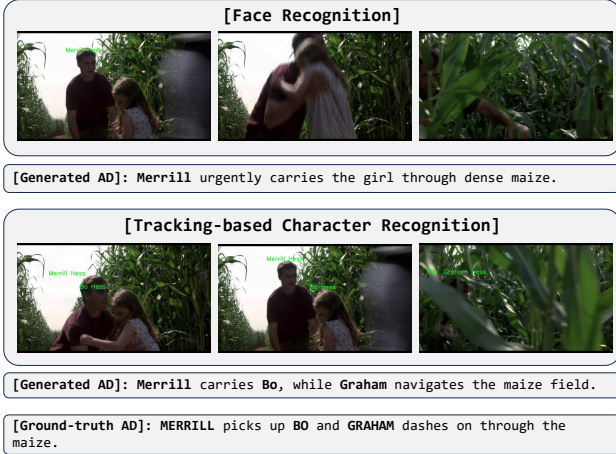 [Face Recognition]
Merrill Hess
[Generated AD]: Merrill urgently carries the girl through dense maize.
[Tracking-based Character Recognition]
Merrill Hess
Bo Hess
Merrill Hess
Bo Hess
Graham Hess
[Generated AD]: Merrill carries Bo, while Graham navigates the maize field.
[Ground-truth AD]: MERRILL picks up BO and GRAHAM dashes on through the
maize.